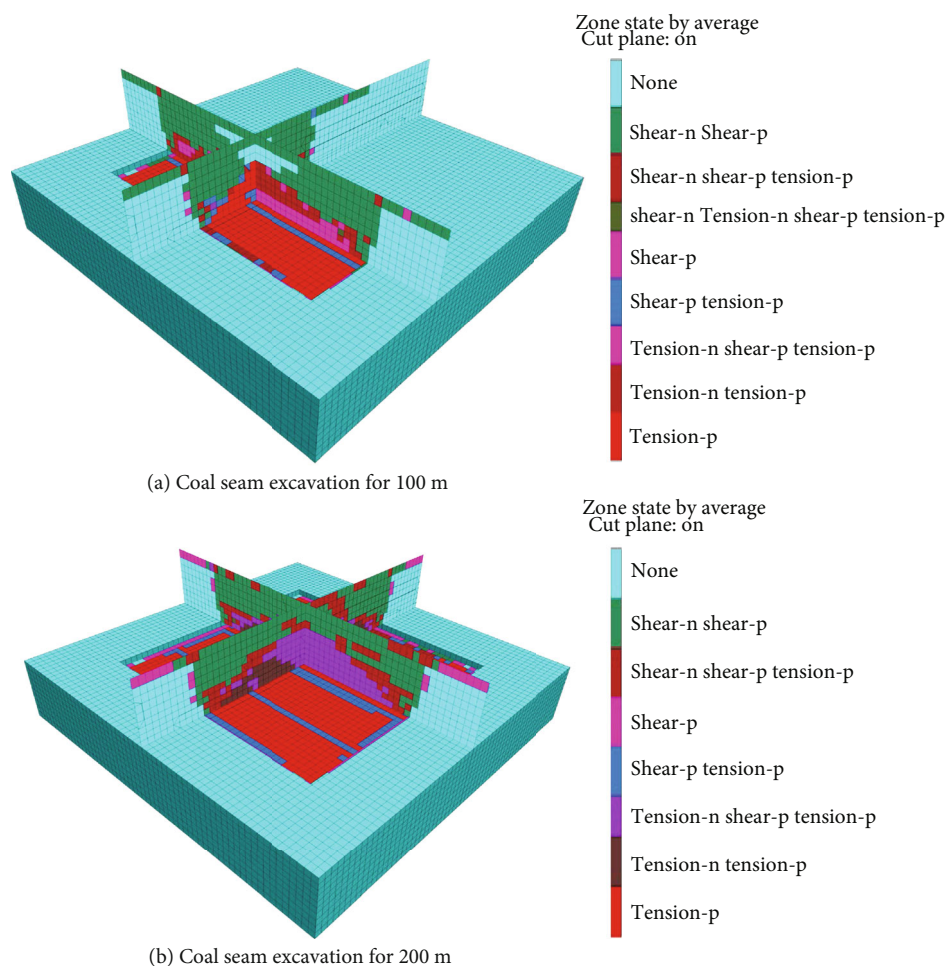 Zone state by average
Cut plane: on
None
Shear-n Shear-p
Shear-n shear-p tension-p
shear-n Tension-n shear-p tension-p
Shear-p
Shear-p tension-p
Tension-n shear-p tension-p
Tension-n tension-p
Tension-p
(a) Coal seam excavation for 100 m
Zone state by average
Cut plane: on
None
Shear-n shear-p
Shear-n shear-p tension-p
Shear-p
Shear-p tension-p
Tension-n shear-p tension-p
Tension-n tension-p
Tension-p
(b) Coal seam excavation for 200 m